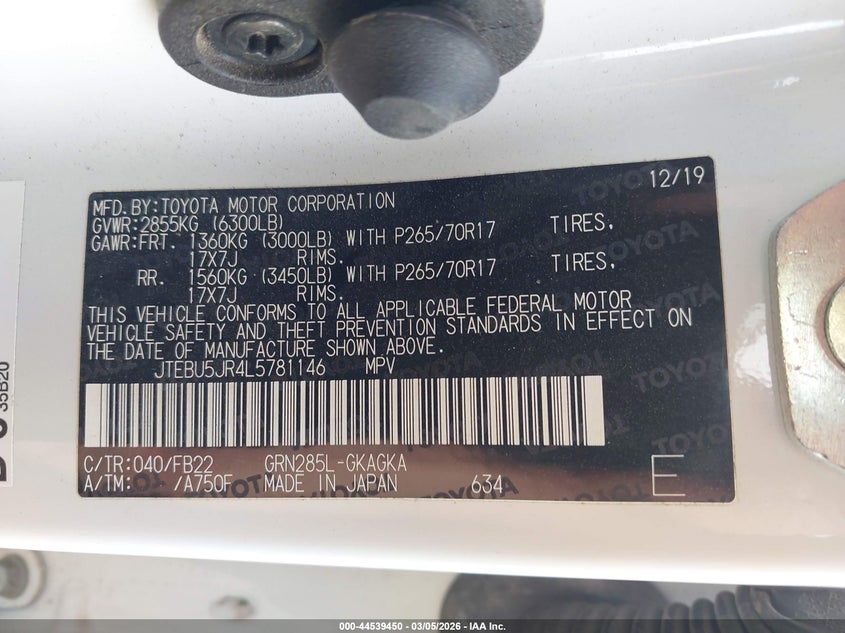 12/19
MFD.BY:TOYOTA MOTOR CORPORATION
GVWR:2855KG (6300LB)
GAWR:FRT. 1360KG (3000LB) WITH P265/70R17 TIRES,
17X7J RIMS.
RR. 1560KG (3450LB) WITH P265/70R17 TIRES,
17X7J RIMS.
THIS VEHICLE CONFORMS TO ALL APPLICABLE FEDERAL MOTOR
VEHICLE SAFETY AND THEFT PREVENTION STANDARDS IN EFFECT ON
THE DATE OF MANUFACTURE SHOWN ABOVE.
JTEBU5JR4L5781146 MPV
C/TR:040/FB22 GRN285L-GKAGKA
A/TM: /A750F MADE IN JAPAN 634
E
35B20
TOYOTA
000-44539450 - 03/05/2026 - IAA Inc.